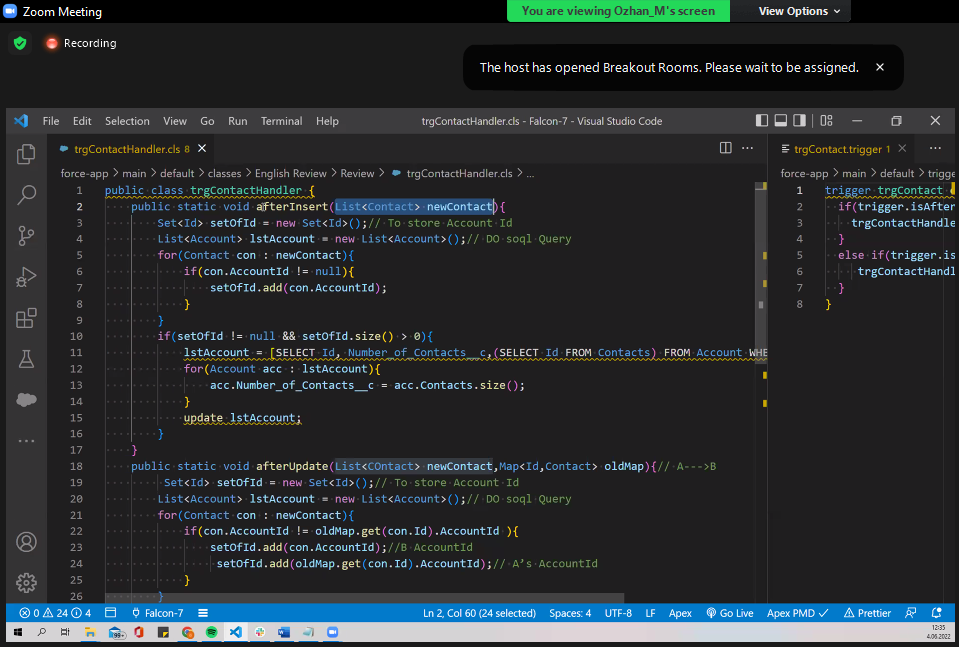 Zoom Meeting
You are viewing Ozhan_M's screen
View Options
Recording
The host has opened Breakout Rooms. Please wait to be assigned.
File Edit Selection View Go Run Terminal Help
trgContactHandler.cls - Falcon-7 - Visual Studio Code
trgContactHandler.cls 8
force-app > main > default > classes > English Review > Review > trgContactHandler.cls > ...
1 public class trgContactHandler {
2 public static void afterInsert(List<Contact> newContact){
3 Set<Id> setOfId = new Set<Id>();// To store Account Id
4 List<Account> lstAccount = new List<Account>();// DO soql Query
5 for(Contact con : newContact){
6 if(con.AccountId != null){
7 setOfId.add(con.AccountId);
8 }
9 }
10 if(setOfId != null && setOfId.size() > 0){
11 lstAccount = [SELECT Id, Number_of_Contacts__c,(SELECT Id FROM Contacts) FROM Account WHE
12 for(Account acc : lstAccount){
13 acc.Number_of_Contacts__c = acc.Contacts.size();
14 }
15 update lstAccount;
16 }
17 }
18 public static void afterUpdate(List<COntact> newContact,Map<Id,Contact> oldMap){// A--->B
19 Set<Id> setOfId = new Set<Id>();// To store Account Id
20 List<Account> lstAccount = new List<Account>();// DO soql Query
21 for(Contact con : newContact){
22 if(con.AccountId != oldMap.get(con.Id).AccountId ){
23 setOfId.add(con.AccountId);//B AccountId
24 setOfId.add(oldMap.get(con.Id).AccountId);// A's AccountId
25 }
26 }
trgContact.trigger 1
force-app > main > default > trigge
1 trigger trgContact
2 if(trigger.isAfter
3 trgContactHandle
4 }
5 else if(trigger.is
6 trgContactHandl
7 }
8 }
0 24 4
Falcon-7
Ln 2, Col 60 (24 selected)
Spaces: 4
UTF-8
LF
Apex
Go Live
Apex PMD
Prettier
99+
12:35
4.06.2022